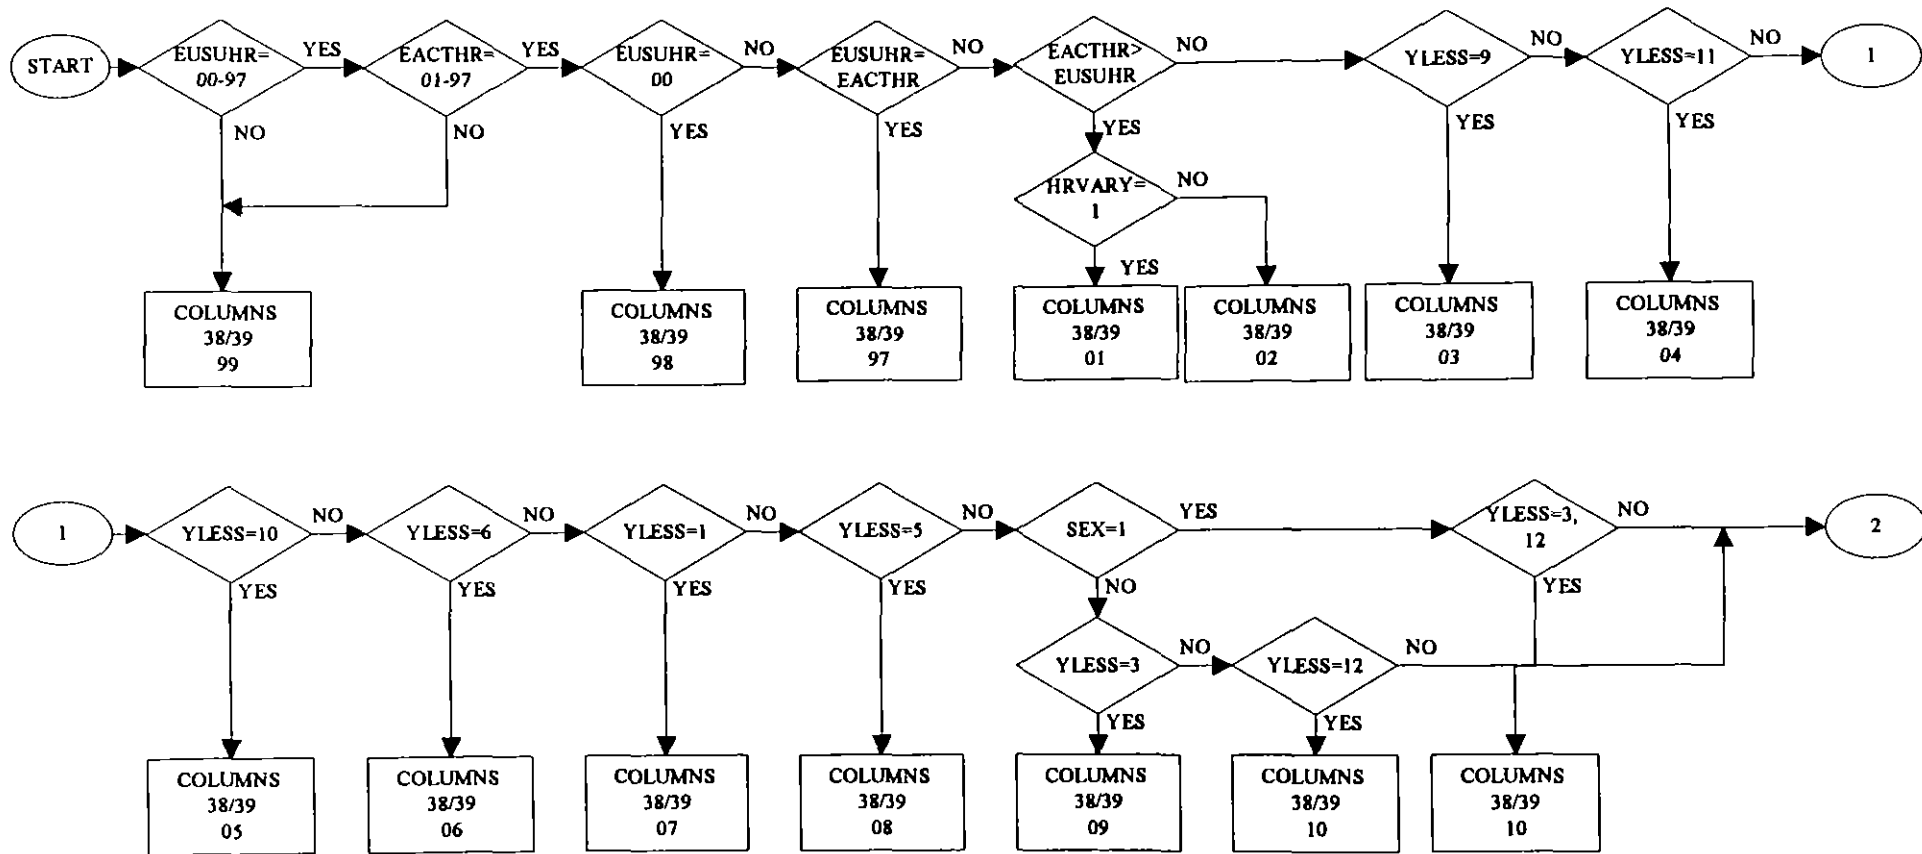 START
EUSUHR=
00-97
YES
NO
EACTHR=
01-97
YES
NO
EUSUHR=
00
NO
YES
EUSUHR=
EACTHR
NO
YES
EACTHR>
EUSUHR
NO
YES
HRVARY=
1
NO
YES
YLESS=9
NO
YES
YLESS=11
NO
YES
1
COLUMNS
38/39
99
COLUMNS
38/39
98
COLUMNS
38/39
97
COLUMNS
38/39
01
COLUMNS
38/39
02
COLUMNS
38/39
03
COLUMNS
38/39
04
1
YLESS=10
NO
YES
YLESS=6
NO
YES
YLESS=1
NO
YES
YLESS=5
NO
YES
SEX=1
YES
NO
YLESS=3,
12
NO
YES
2
YLESS=3
NO
YES
YLESS=12
NO
YES
COLUMNS
38/39
05
COLUMNS
38/39
06
COLUMNS
38/39
07
COLUMNS
38/39
08
COLUMNS
38/39
09
COLUMNS
38/39
10
COLUMNS
38/39
10